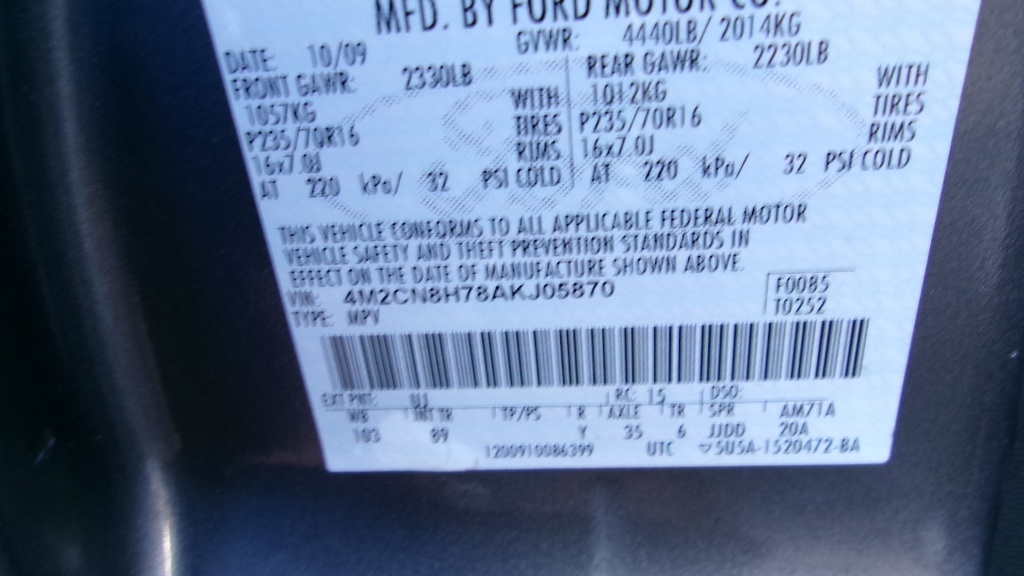 MFD. BY FORD MOTOR CO.
DATE: 10/09 GVWR: 4440LB/ 2014KG
FRONT GAWR: 2330LB REAR GAWR: 2230LB
1057KG WITH 1012KG WITH
P235/70R16 TIRES P235/70R16 TIRES
16x7.0J RIMS 16x7.0J RIMS
AT 220 kPa/ 32 PSI COLD AT 220 kPa/ 32 PSI COLD
THIS VEHICLE CONFORMS TO ALL APPLICABLE FEDERAL MOTOR
VEHICLE SAFETY AND THEFT PREVENTION STANDARDS IN
EFFECT ON THE DATE OF MANUFACTURE SHOWN ABOVE.
VIN: 4M2CN8H78AKJ05870 F0085
TYPE: MPV T0252
EXT PNT: UJ RC: 15 DSO:
WB INT TR TP/PS R AXLE TR SPR AM71A
103 89 Y 35 6 JJDD 20A
1200910086399 UTC ▽5U5A-1520472-BA